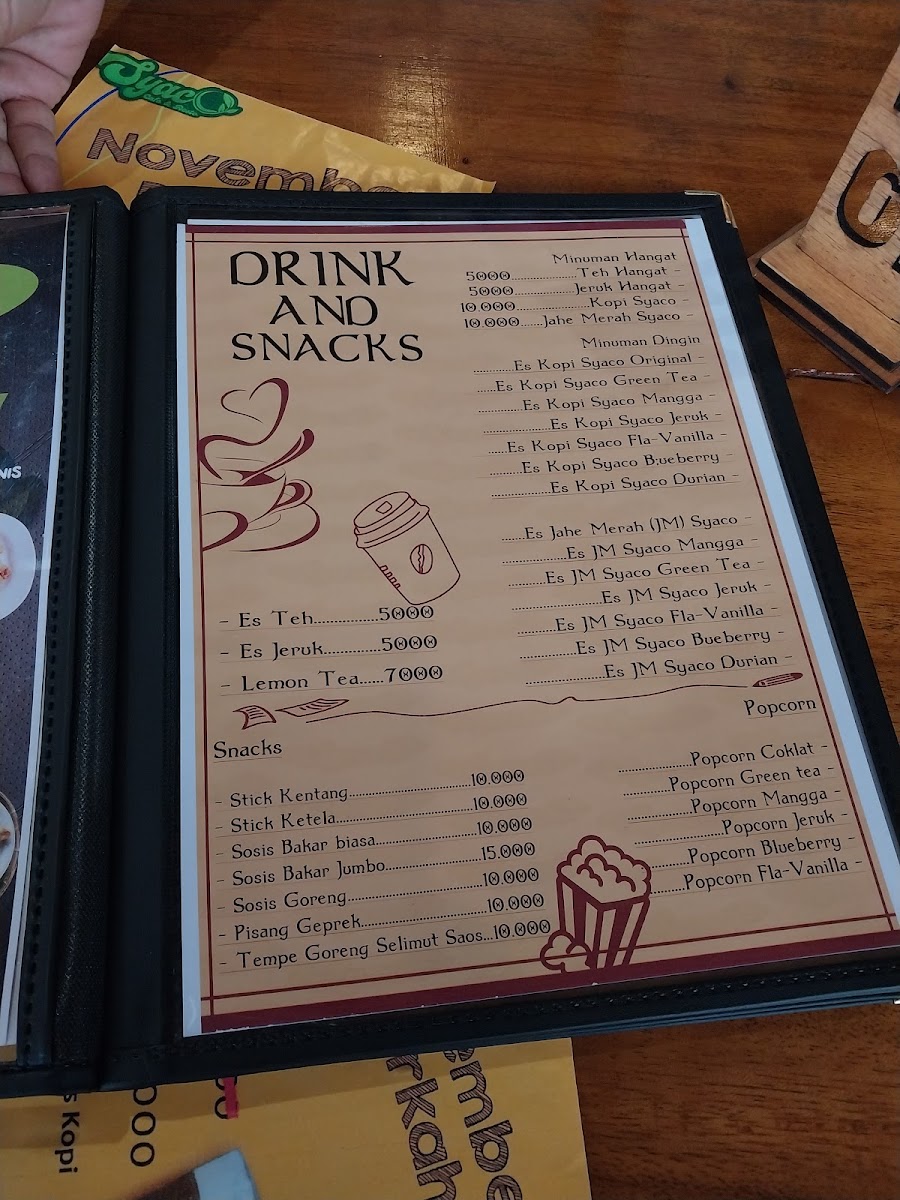 Syaco
November
DRINK
AND
SNACKS
Minuman Hangat
5000....................Teh Hangat -
5000..................Jeruk Hangat -
10.000......................Kopi Syaco -
10.000.......Jahe Merah Syaco -
Minuman Dingin
............Es Kopi Syaco Original -
......Es Kopi Syaco Green Tea -
.............Es Kopi Syaco Mangga -
....................Es Kopi Syaco Jeruk -
......Es Kopi Syaco Fla-Vanilla -
..........Es Kopi Syaco B;ueberry -
..................Es Kopi Syaco Durian -
.......Es Jahe Merah (JM) Syaco -
.................Es JM Syaco Mangga -
...........Es JM Syaco Green Tea -
...........................Es JM Syaco Jeruk -
...........Es JM Syaco Fla-Vanilla -
.................Es JM Syaco Bueberry -
........................Es JM Syaco Durian -
- Es Teh................5000
- Es Jeruk..............5000
- Lemon Tea......7000
Snacks
- Stick Kentang..............................10.000
- Stick Ketela..................................10.000
- Sosis Bakar biasa.........................10.000
- Sosis Bakar Jumbo........................15.000
- Sosis Goreng..................................10.000
- Pisang Geprek...............................10.000
- Tempe Goreng Selimut Saos...10.000
Popcorn
.....................Popcorn Coklat -
................Popcorn Green tea -
...................Popcorn Mangga -
..........................Popcorn Jeruk -
...........Popcorn Blueberry -
.........Popcorn Fla-Vanilla -
NIS
000
s Kopi
embe
rkah